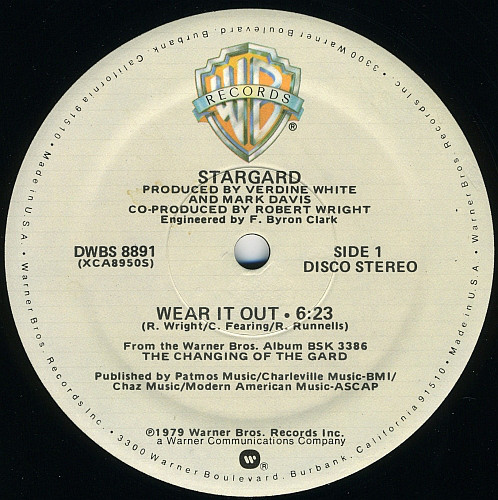 WB
RECORDS
®
STARGARD
PRODUCED BY VERDINE WHITE
AND MARK DAVIS
CO-PRODUCED BY ROBERT WRIGHT
Engineered by F. Byron Clark
DWBS 8891
(XCA8950S)
SIDE 1
DISCO STEREO
WEAR IT OUT • 6:23
(R. Wright/C. Fearing/R. Runnells)
From the Warner Bros. Album BSK 3386
THE CHANGING OF THE GARD
Published by Patmos Music/Charleville Music-BMI/
Chaz Music/Modern American Music-ASCAP
℗1979 Warner Bros. Records Inc.
a Warner Communications Company
W®
Warner Bros. Records Inc. • 3300 Warner Boulevard, Burbank, California 91510 • Made in U.S.A. • Warner Bros. Records Inc. • 3300 Warner Boulevard, Burbank, California 91510 • Made in U.S.A. •